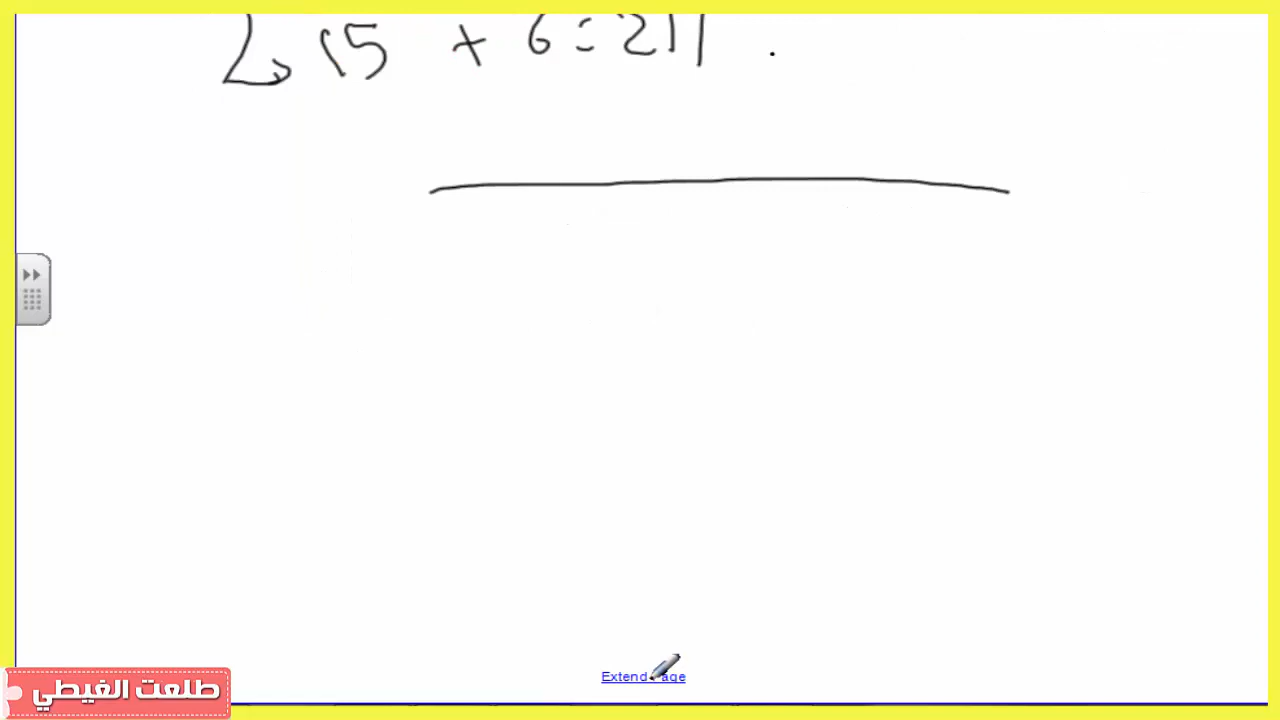 15 + 6 = 21
Extend Page
طلعت الغيطي